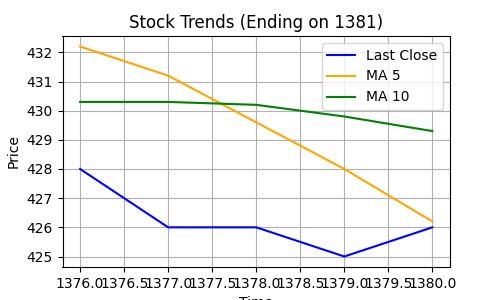 Stock Trends (Ending on 1381)
Last Close
MA 5
MA 10
Price
432
431
430
429
428
427
426
425
1376.0 1376.5 1377.0 1377.5 1378.0 1378.5 1379.0 1379.5 1380.0
Time